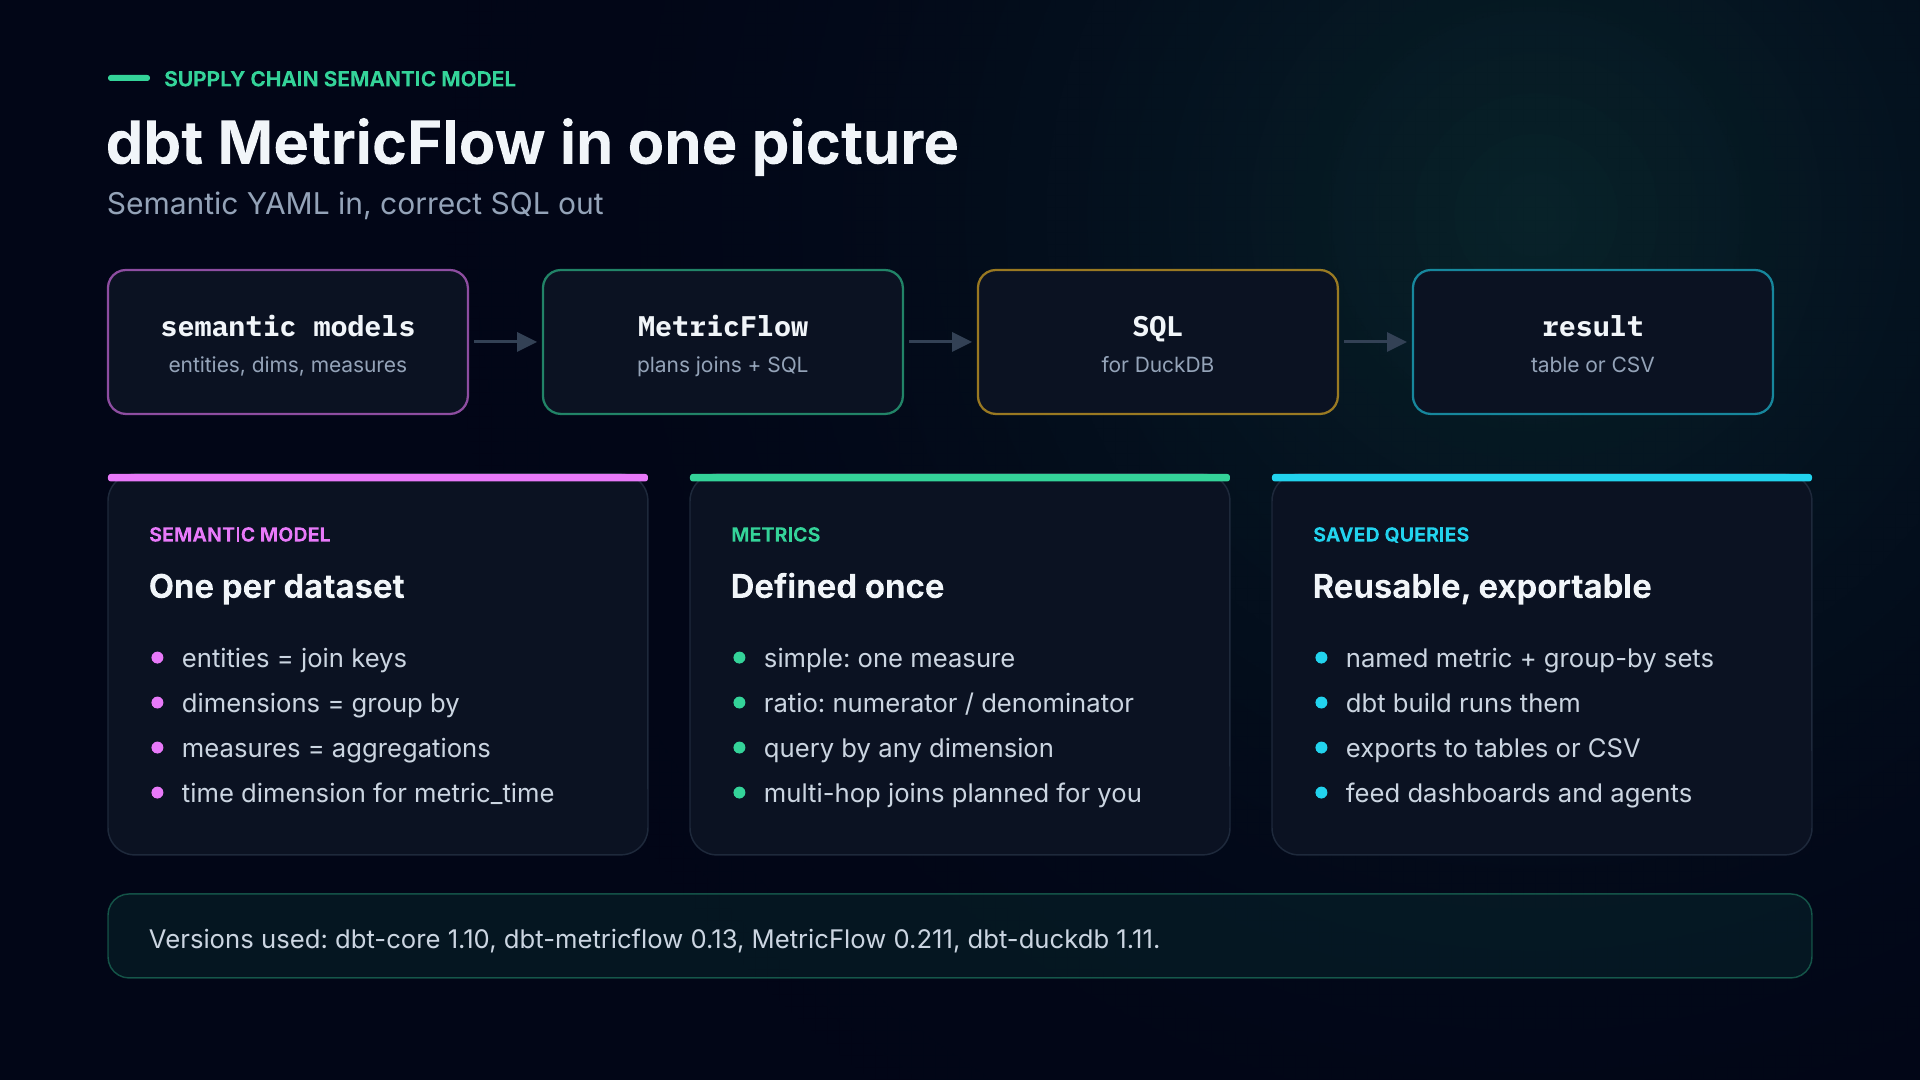 SUPPLY CHAIN SEMANTIC MODEL
dbt MetricFlow in one picture
Semantic YAML in, correct SQL out
semantic models
entities, dims, measures
MetricFlow
plans joins + SQL
SQL
for DuckDB
result
table or CSV
SEMANTIC MODEL
One per dataset
entities = join keys
dimensions = group by
measures = aggregations
time dimension for metric_time
METRICS
Defined once
simple: one measure
ratio: numerator / denominator
query by any dimension
multi-hop joins planned for you
SAVED QUERIES
Reusable, exportable
named metric + group-by sets
dbt build runs them
exports to tables or CSV
feed dashboards and agents
Versions used: dbt-core 1.10, dbt-metricflow 0.13, MetricFlow 0.211, dbt-duckdb 1.11.